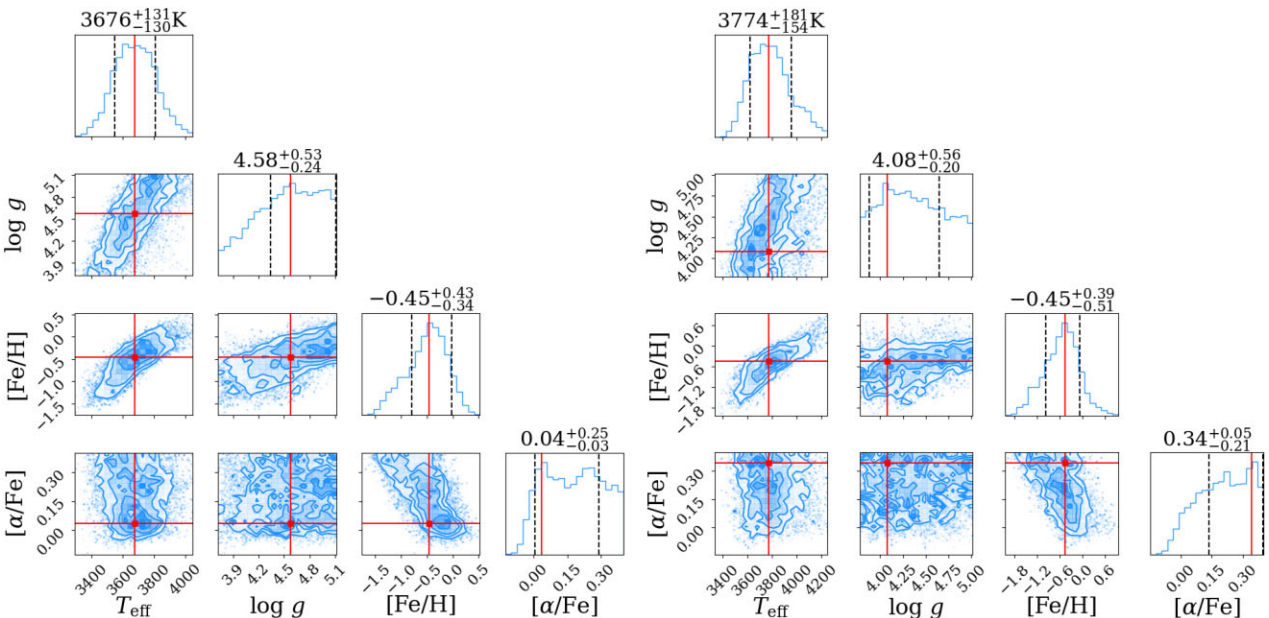 3676+131−130K
3774+181−154K
5.1
4.8
4.5
4.2
3.9
log g
4.58+0.53−0.24
5.00
4.75
4.50
4.25
4.00
log g
4.08+0.56−0.20
0.5
0.0
−0.5
−1.0
−1.5
[Fe/H]
−0.45+0.43−0.34
0.6
0.0
−0.6
−1.2
−1.8
[Fe/H]
−0.45+0.39−0.51
0.30
0.15
0.00
[α/Fe]
0.04+0.25−0.03
0.30
0.15
0.00
[α/Fe]
0.34+0.05−0.21
3400 3600 3800 4000
3.9 4.2 4.5 4.8 5.1
−1.5 −1.0 −0.5 0.0 0.5
0.00 0.15 0.30
3400 3600 3800 4000 4200
4.00 4.25 4.50 4.75 5.00
−1.8 −1.2 −0.6 0.0 0.6
0.00 0.15 0.30
Teff log g [Fe/H] [α/Fe]
Teff log g [Fe/H] [α/Fe]